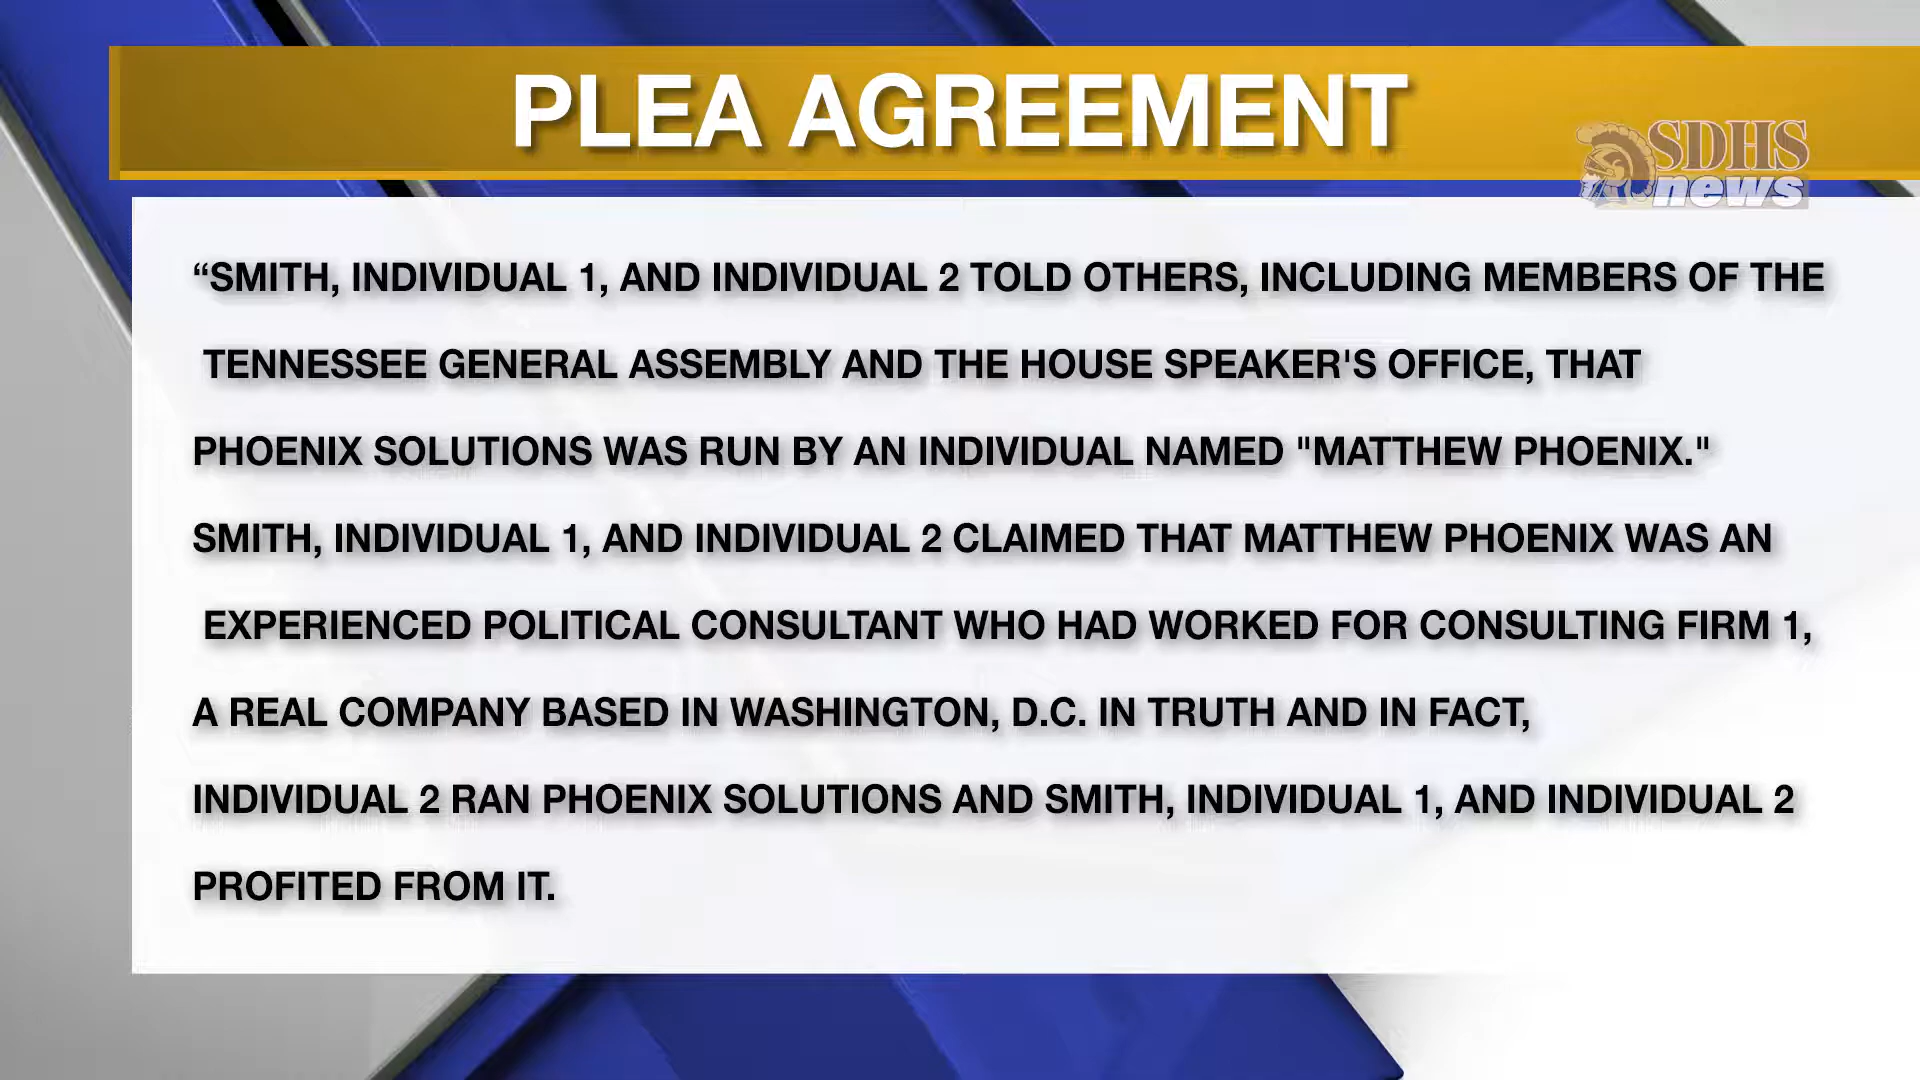 PLEA AGREEMENT
SDHS
news
“SMITH, INDIVIDUAL 1, AND INDIVIDUAL 2 TOLD OTHERS, INCLUDING MEMBERS OF THE
TENNESSEE GENERAL ASSEMBLY AND THE HOUSE SPEAKER'S OFFICE, THAT
PHOENIX SOLUTIONS WAS RUN BY AN INDIVIDUAL NAMED "MATTHEW PHOENIX."
SMITH, INDIVIDUAL 1, AND INDIVIDUAL 2 CLAIMED THAT MATTHEW PHOENIX WAS AN
EXPERIENCED POLITICAL CONSULTANT WHO HAD WORKED FOR CONSULTING FIRM 1,
A REAL COMPANY BASED IN WASHINGTON, D.C. IN TRUTH AND IN FACT,
INDIVIDUAL 2 RAN PHOENIX SOLUTIONS AND SMITH, INDIVIDUAL 1, AND INDIVIDUAL 2
PROFITED FROM IT.